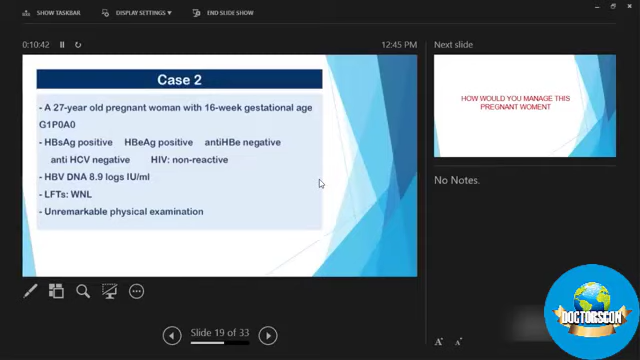 SHOW TASKBAR
DISPLAY SETTINGS
END SLIDE SHOW
0:10:42
12:45 PM
Next slide
Case 2
- A 27-year old pregnant woman with 16-week gestational age
G1P0A0
- HBsAg positive HBeAg positive antiHBe negative
anti HCV negative HIV: non-reactive
- HBV DNA 8.9 logs IU/ml
- LFTs: WNL
- Unremarkable physical examination
HOW WOULD YOU MANAGE THIS
PREGNANT WOMENT
No Notes.
Slide 19 of 33
A A
DOCTORSCON